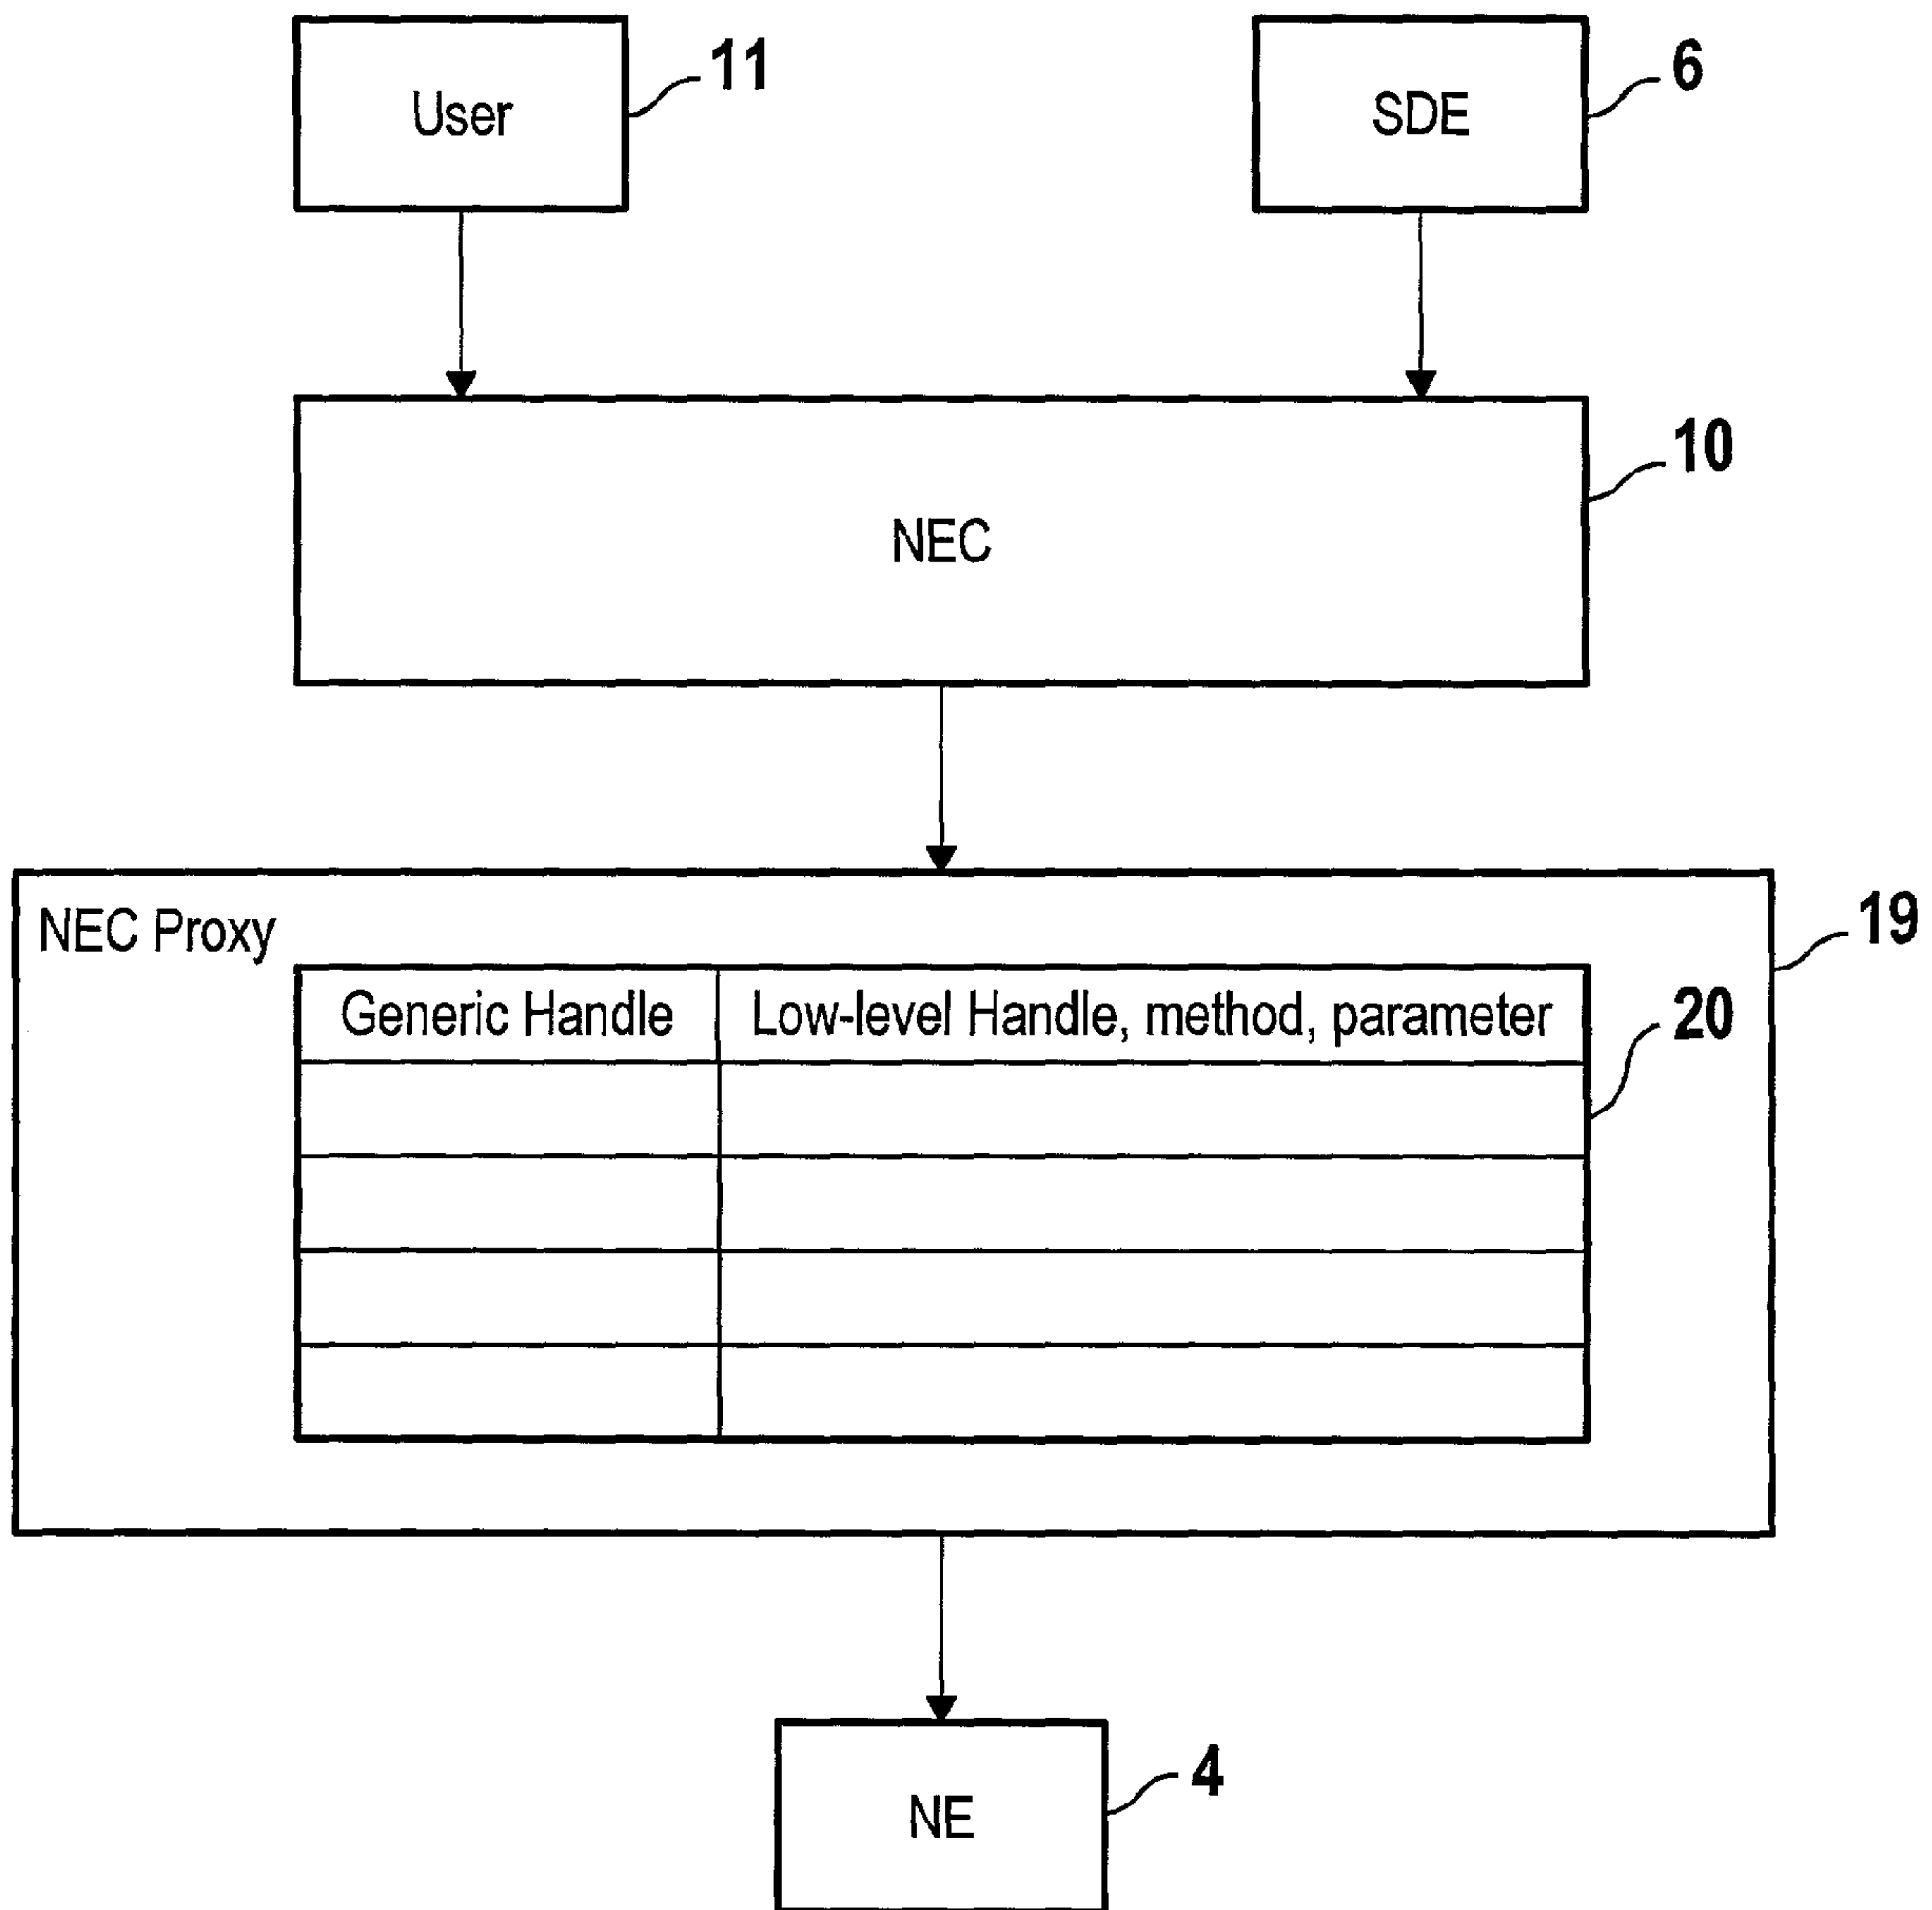 User
11
SDE
6
NEC
10
NEC Proxy
19
Generic Handle
Low-level Handle, method, parameter
20
NE
4